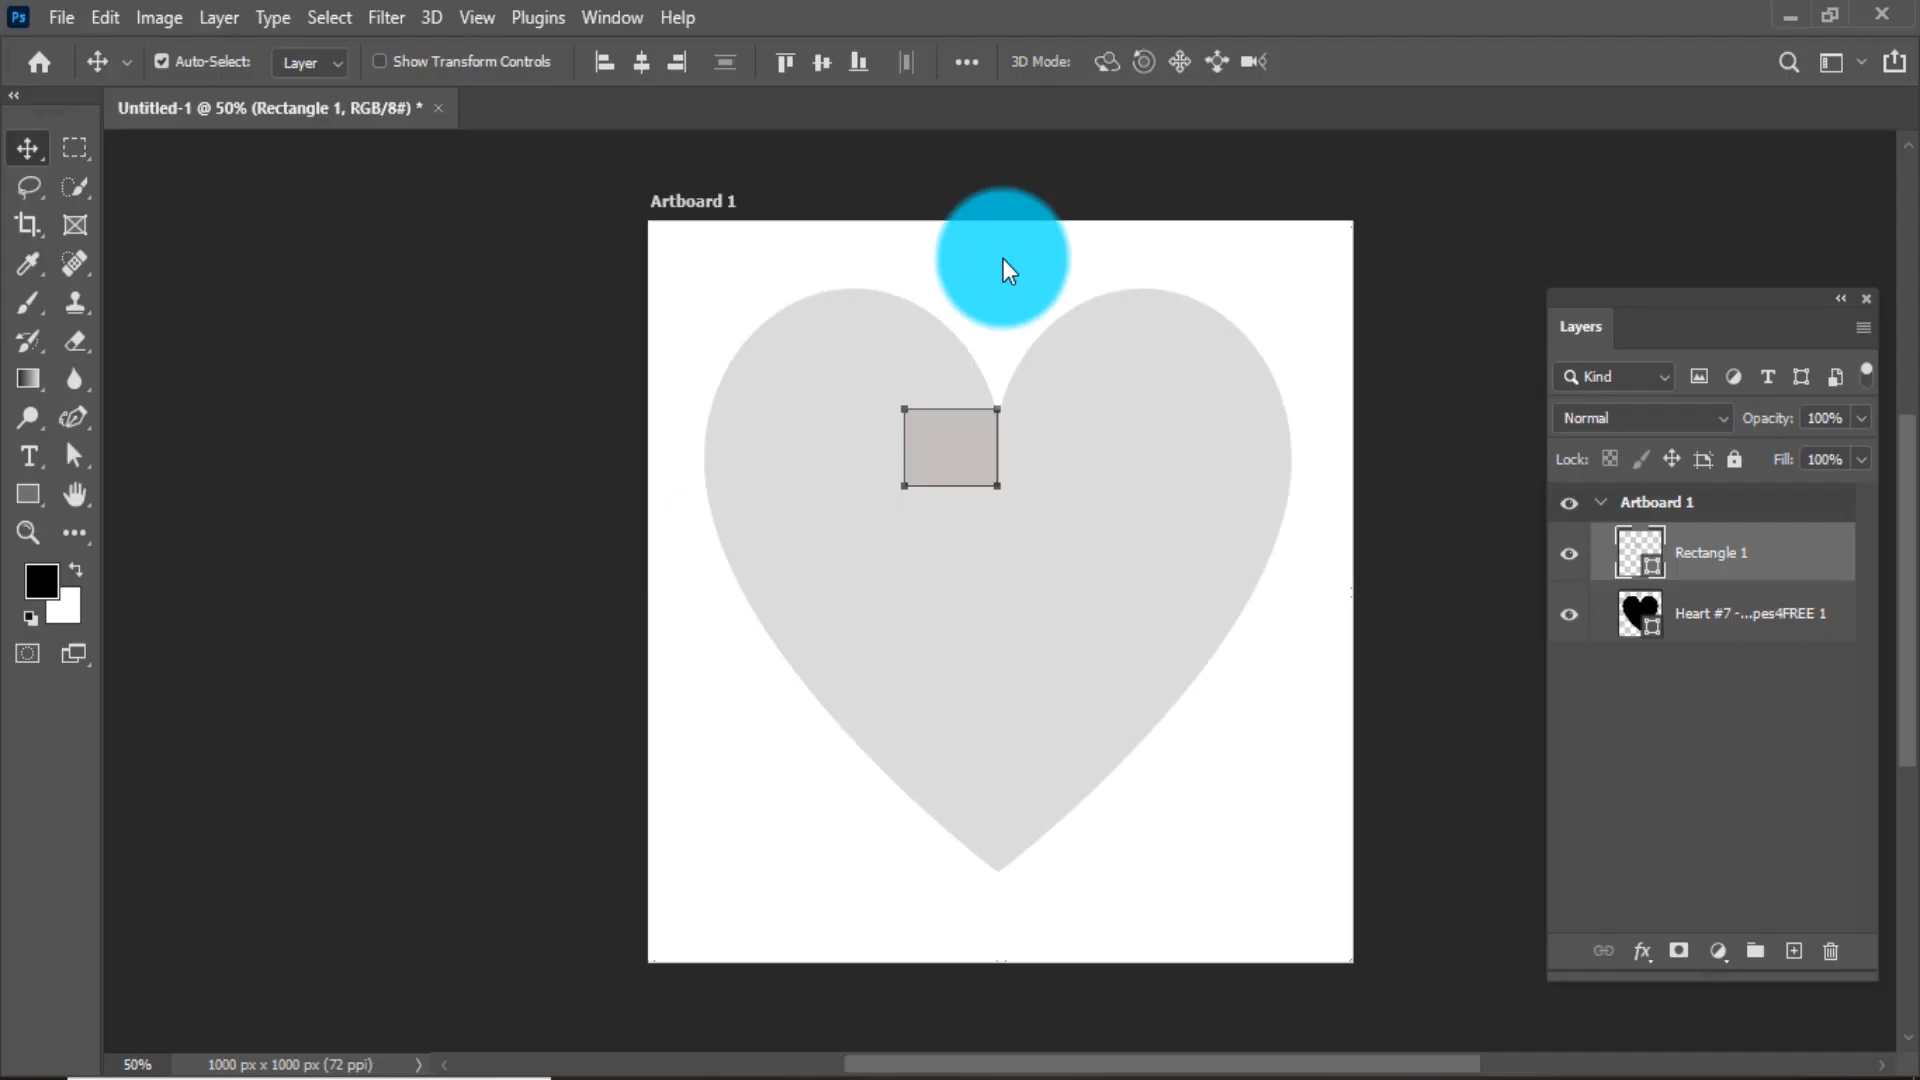 Ps File Edit Image Layer Type Select Filter 3D View Plugins Window Help
Auto-Select: Layer Show Transform Controls 3D Mode:
Untitled-1 @ 50% (Rectangle 1, RGB/8#) *
Artboard 1
Layers
Kind
Normal Opacity: 100%
Lock: Fill: 100%
Artboard 1
Rectangle 1
Heart #7 -...pes4FREE 1
fx
50% 1000 px x 1000 px (72 ppi)